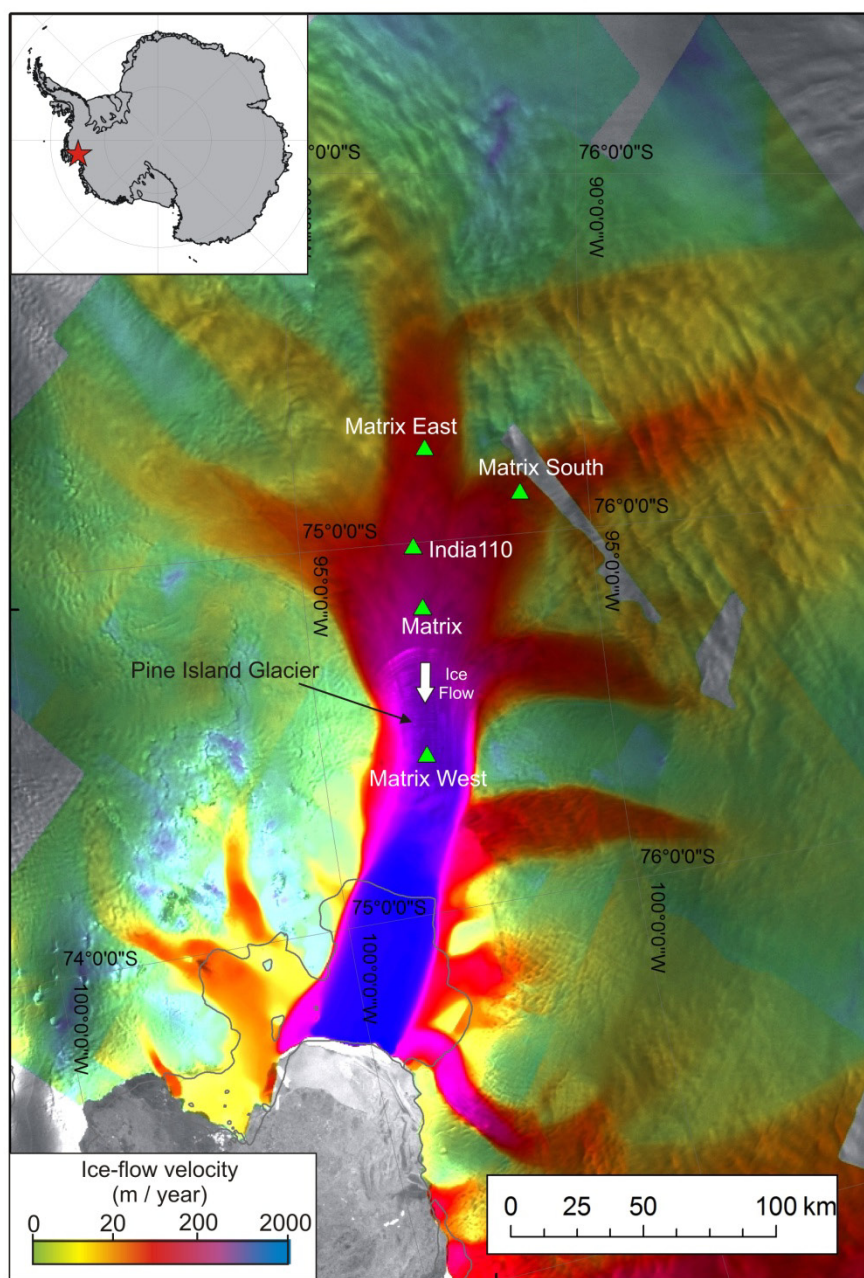 0°0'0"S
76°0'0"S
90°0'0"W
Matrix East
Matrix South
75°0'0"S
India110
76°0'0"S
95°0'0"W
95°0'0"W
Matrix
Pine Island Glacier
Ice
Flow
Matrix West
76°0'0"S
75°0'0"S
100°0'0"W
74°0'0"S
100°0'0"W
100°0'0"W
Ice-flow velocity
(m / year)
0 20 200 2000
0 25 50 100 km